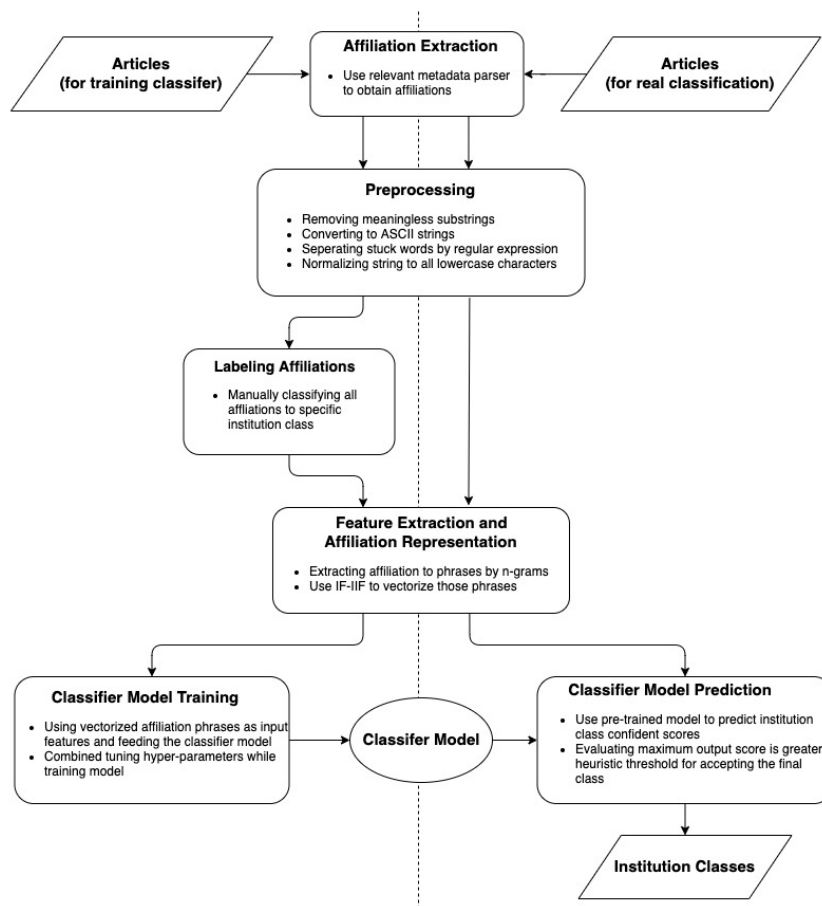 Articles
(for training classifer)
Affiliation Extraction
• Use relevant metadata parser
to obtain affiliations
Articles
(for real classification)
Preprocessing
• Removing meaningless substrings
• Converting to ASCII strings
• Seperating stuck words by regular expression
• Normalizing string to all lowercase characters
Labeling Affiliations
• Manually classifying all
affliations to specific
institution class
Feature Extraction and
Affiliation Representation
• Extracting affiliation to phrases by n-grams
• Use IF-IIF to vectorize those phrases
Classifier Model Training
• Using vectorized affiliation phrases as input
features and feeding the classifier model
• Combined tuning hyper-parameters while
training model
Classifer Model
Classifier Model Prediction
• Use pre-trained model to predict institution
class confident scores
• Evaluating maximum output score is greater
heuristic threshold for accepting the final
class
Institution Classes